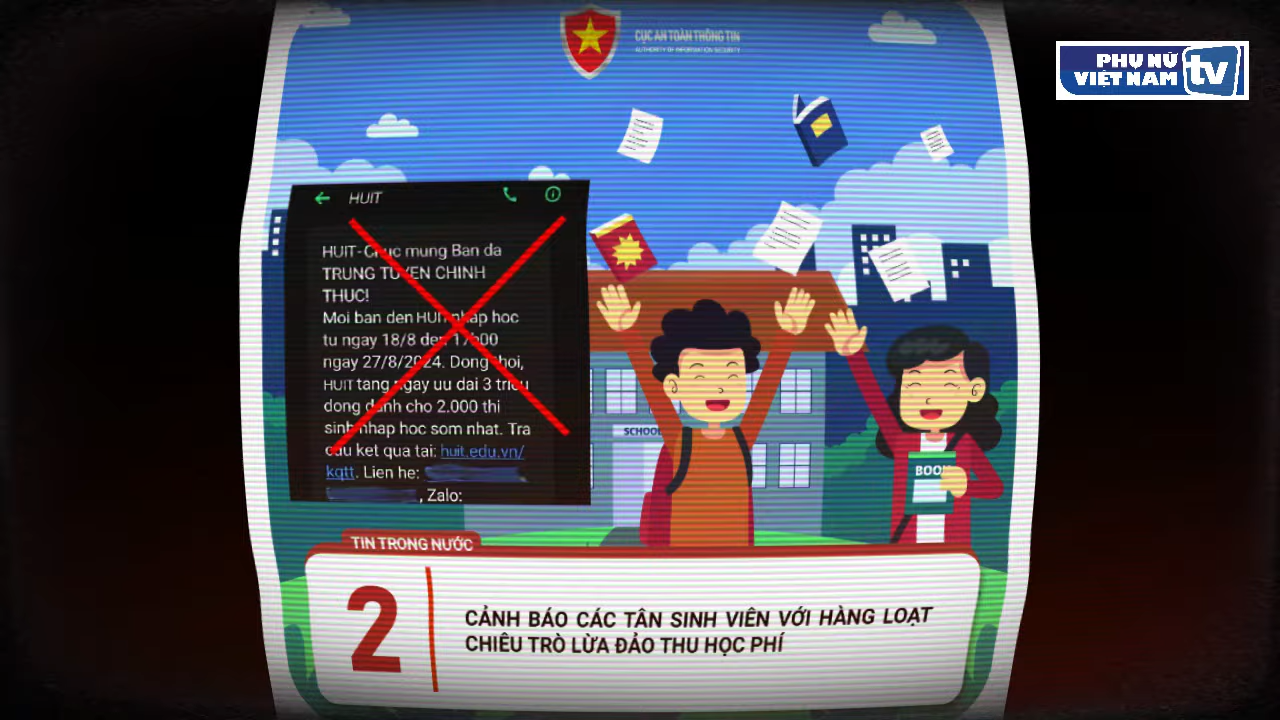 CỤC AN TOÀN THÔNG TIN
AUTHORITY OF INFORMATION SECURITY
PHỤ NỮ
VIỆT NAM tv
HUIT
HUIT-Chuc mung Ban da
TRUNG TUYEN CHINH
THUC!
Moi ban den HUIT nhap hoc
tu ngay 18/8 den 17h00
ngay 27/8/2024. Dong thoi,
HUIT tang ngay uu dai 3 trieu
dong danh cho 2.000 thi
sinh nhap hoc som nhat. Tra
cuu ket qua tai: huit.edu.vn/
kqtt. Lien he:
, Zalo:
SCHOOL
BOOK
TIN TRONG NƯỚC
2
CẢNH BÁO CÁC TÂN SINH VIÊN VỚI HÀNG LOẠT
CHIÊU TRÒ LỪA ĐẢO THU HỌC PHÍ